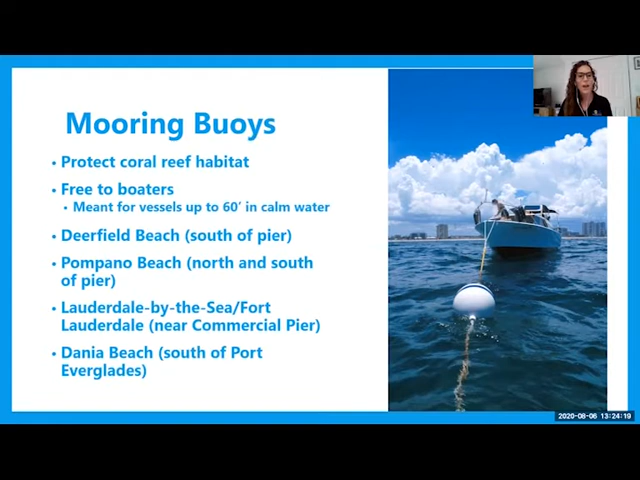 Mooring Buoys
• Protect coral reef habitat
• Free to boaters
• Meant for vessels up to 60' in calm water
• Deerfield Beach (south of pier)
• Pompano Beach (north and south
of pier)
• Lauderdale-by-the-Sea/Fort
Lauderdale (near Commercial Pier)
• Dania Beach (south of Port
Everglades)
2020-08-06 13:24:19